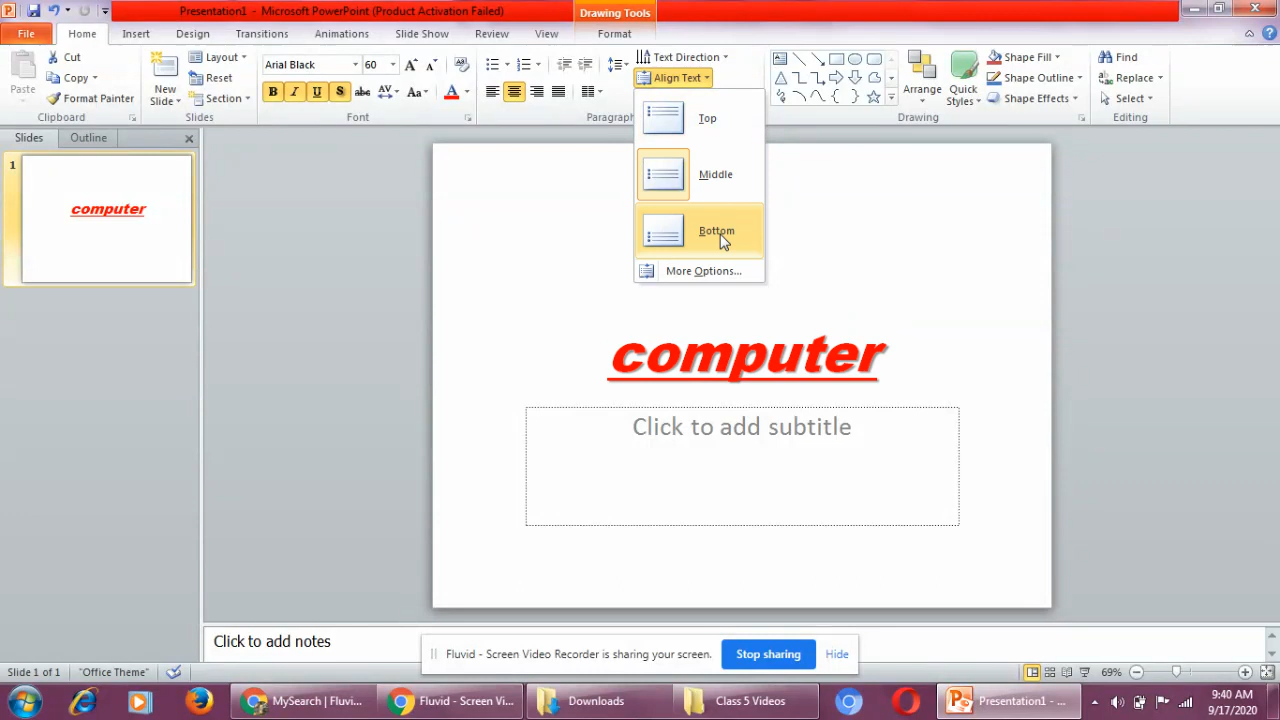 Presentation1 - Microsoft PowerPoint (Product Activation Failed)
Drawing Tools
File Home Insert Design Transitions Animations Slide Show Review View Format
Paste
Cut
Copy
Format Painter
Clipboard
New Slide
Layout
Reset
Section
Slides
Arial Black 60
B I U S abc AV Aa A
Font
Text Direction
Align Text
Paragraph
Top
Middle
Bottom
More Options...
Arrange
Quick Styles
Shape Fill
Shape Outline
Shape Effects
Drawing
Find
Replace
Select
Editing
Slides Outline
1
computer
computer
Click to add subtitle
Click to add notes
Fluvid - Screen Video Recorder is sharing your screen. Stop sharing Hide
Slide 1 of 1 "Office Theme" 69%
MySearch | Fluvi... Fluvid - Screen Vi... Downloads Class 5 Videos Presentation1 - ...
9:40 AM
9/17/2020